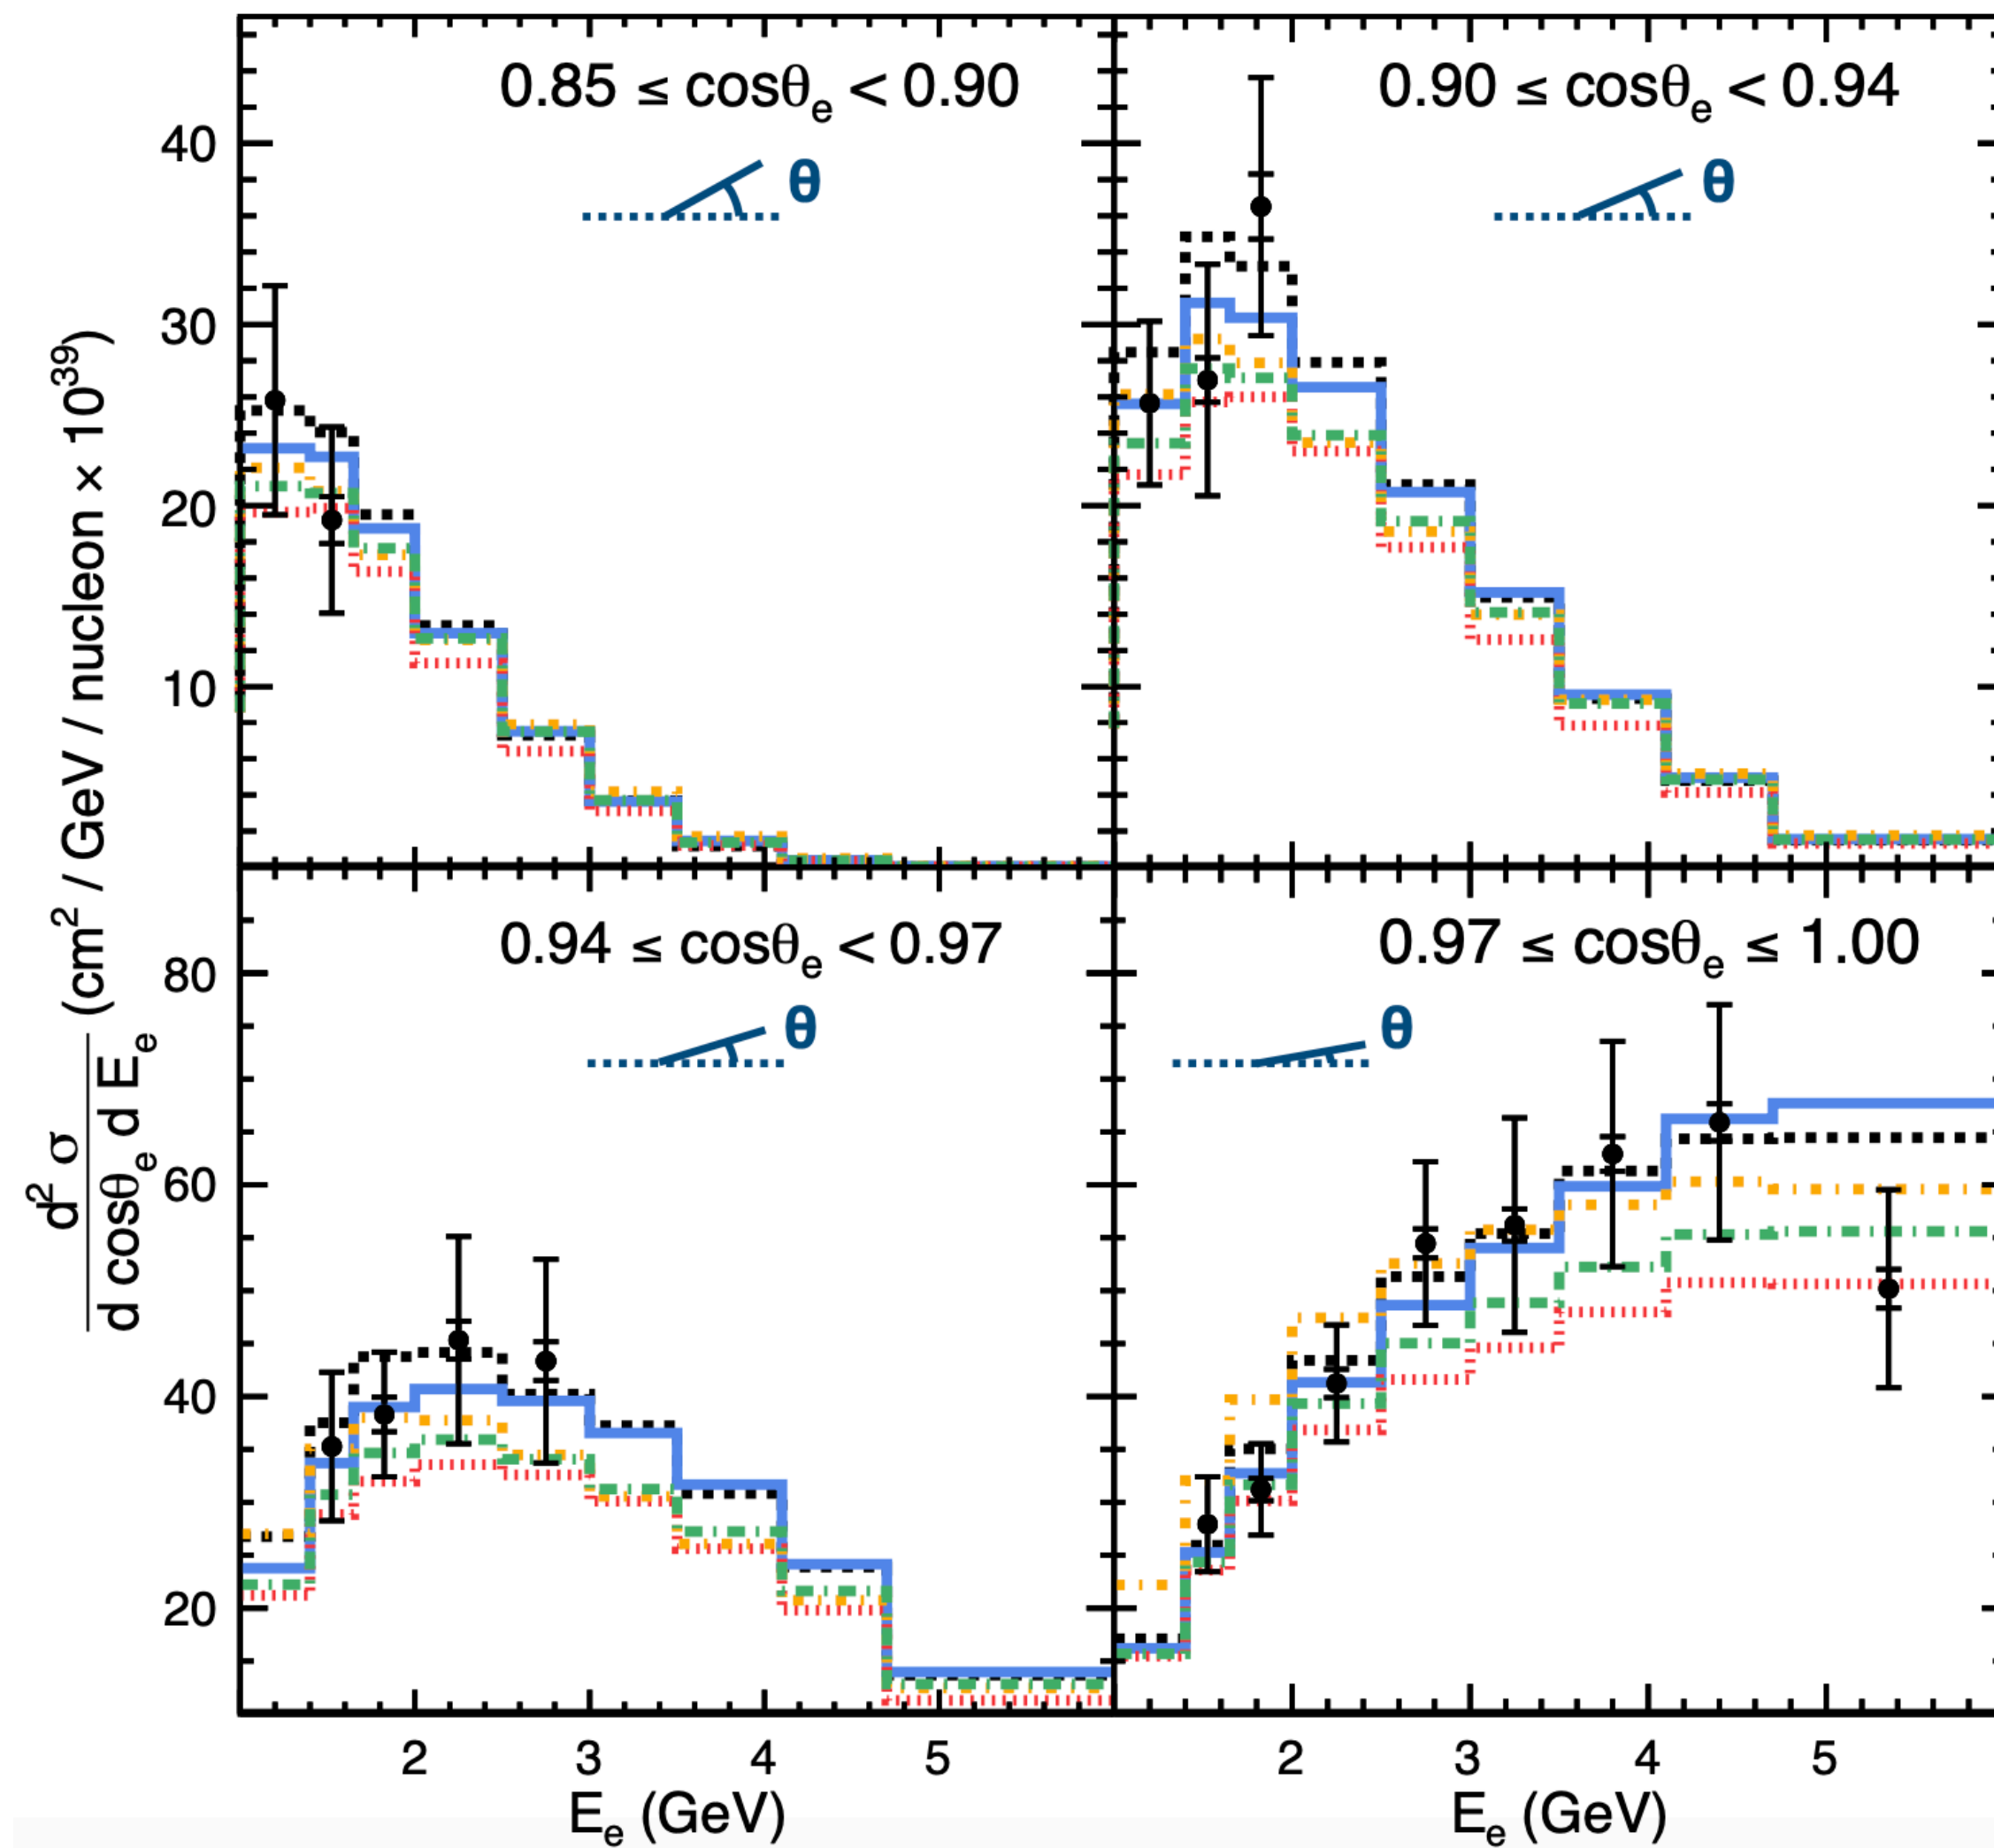 0.85 ≤ cosθₑ < 0.90
0.90 ≤ cosθₑ < 0.94
θ
θ
40
30
20
10
0.94 ≤ cosθₑ < 0.97
0.97 ≤ cosθₑ ≤ 1.00
θ
θ
80
60
40
20
d² σ
d cosθₑ d Eₑ
(cm² / GeV / nucleon × 10³⁹)
2 3 4 5
2 3 4 5
Eₑ (GeV)
Eₑ (GeV)